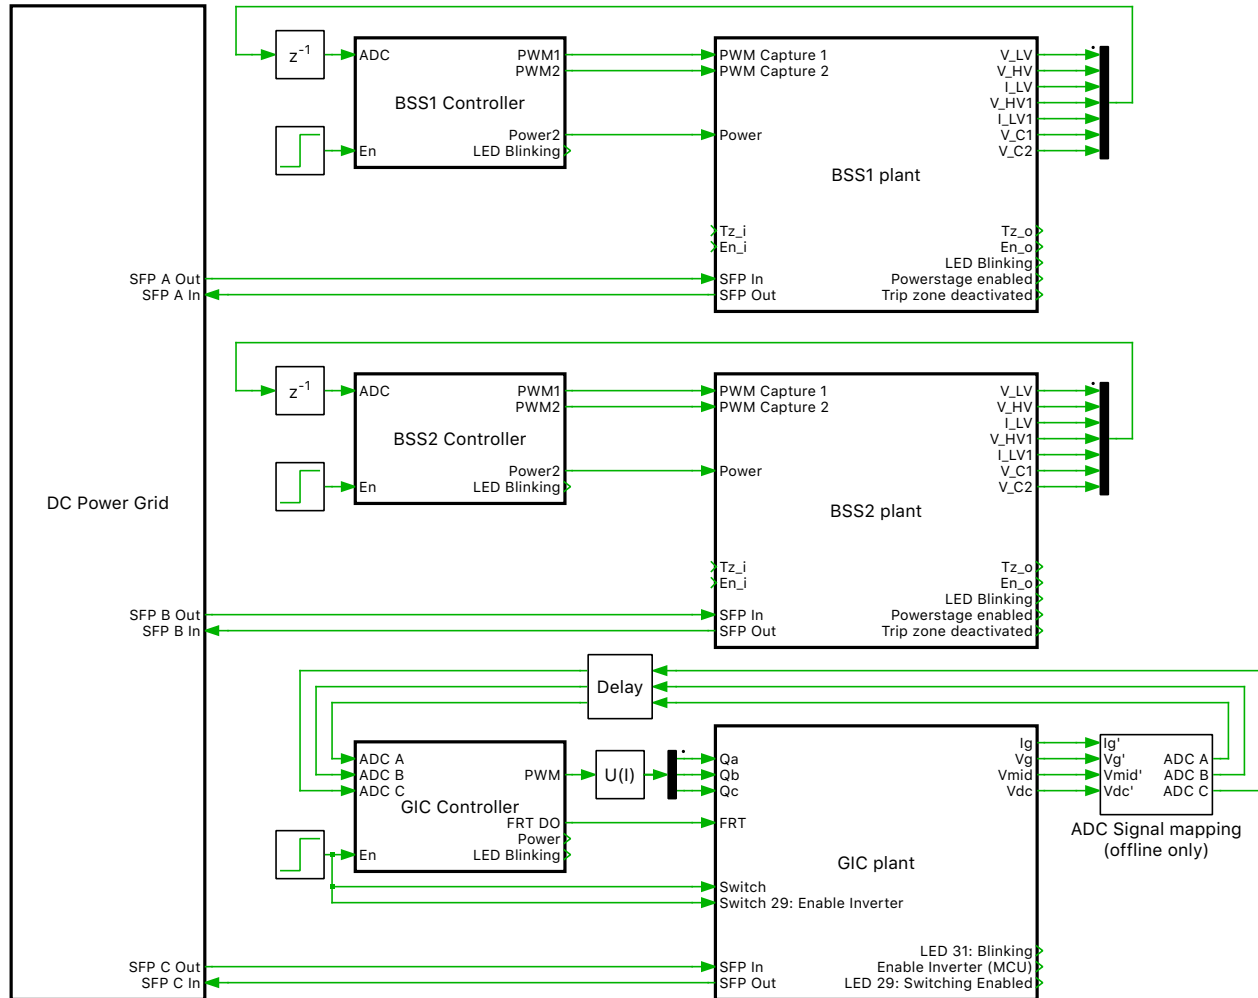 DC Power Grid
SFP A Out
SFP A In
SFP B Out
SFP B In
SFP C Out
SFP C In
z-1
ADC
En
BSS1 Controller
PWM1
PWM2
Power2
LED Blinking
PWM Capture 1
PWM Capture 2
Power
Tz_i
En_i
SFP In
SFP Out
BSS1 plant
V_LV
V_HV
I_LV
V_HV1
I_LV1
V_C1
V_C2
Tz_o
En_o
LED Blinking
Powerstage enabled
Trip zone deactivated
z-1
ADC
En
BSS2 Controller
PWM1
PWM2
Power2
LED Blinking
PWM Capture 1
PWM Capture 2
Power
Tz_i
En_i
SFP In
SFP Out
BSS2 plant
V_LV
V_HV
I_LV
V_HV1
I_LV1
V_C1
V_C2
Tz_o
En_o
LED Blinking
Powerstage enabled
Trip zone deactivated
Delay
ADC A
ADC B
ADC C
En
GIC Controller
PWM
FRT DO
Power
LED Blinking
U(I)
Qa
Qb
Qc
FRT
Switch
Switch 29: Enable Inverter
SFP In
SFP Out
GIC plant
Ig
Vg
Vmid
Vdc
LED 31: Blinking
Enable Inverter (MCU)
LED 29: Switching Enabled
Ig'
Vg'
Vmid'
Vdc'
ADC A
ADC B
ADC C
ADC Signal mapping
(offline only)